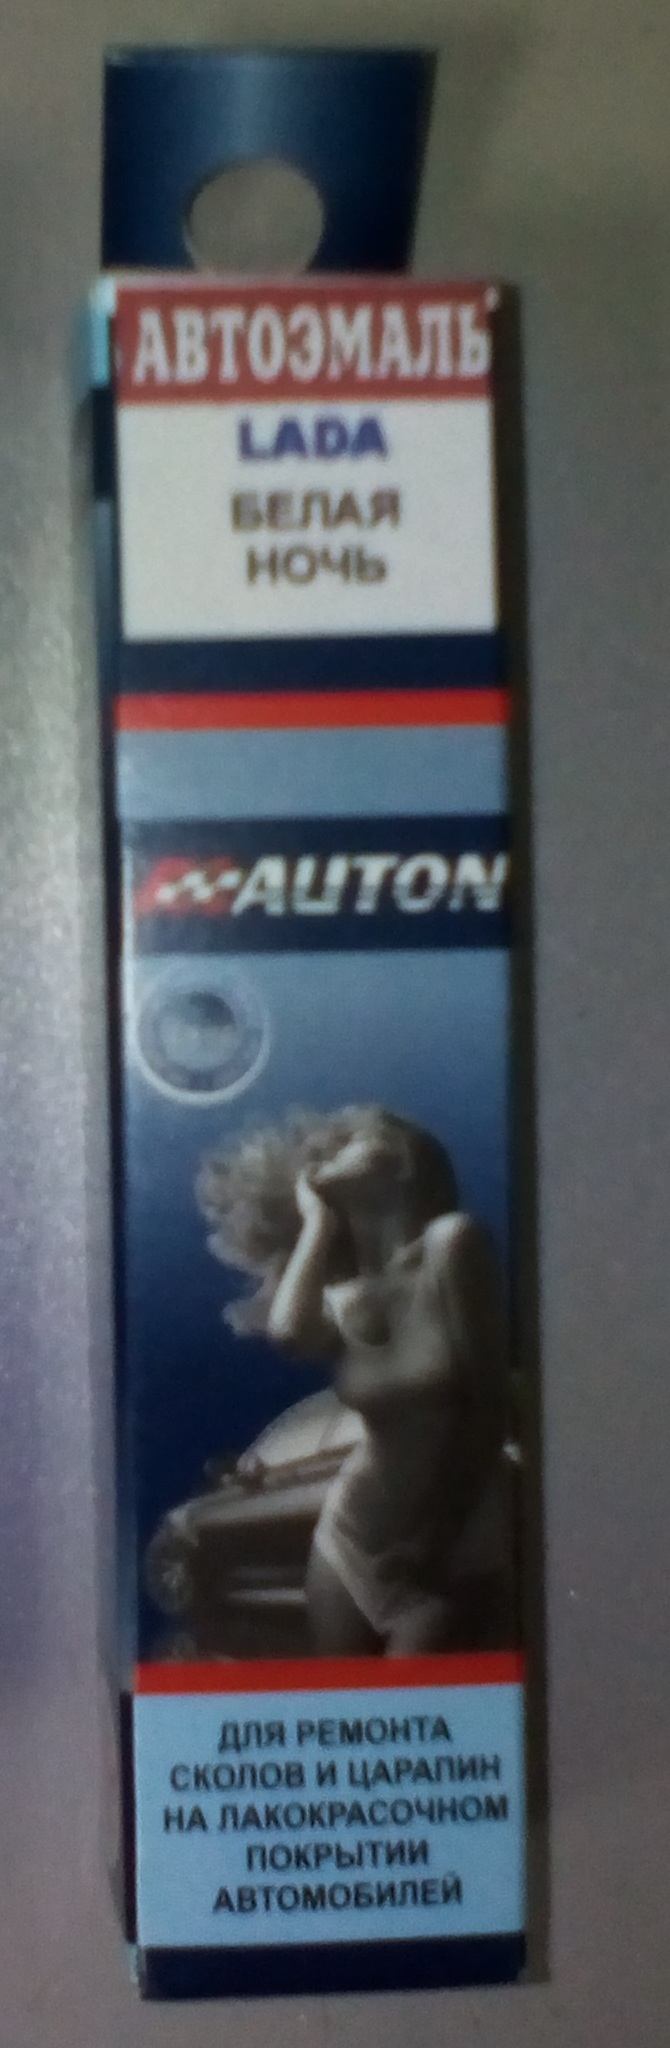 АВТОЭМАЛЬ
LADA
БЕЛАЯ
НОЧЬ
AUTON
ДЛЯ РЕМОНТА
СКОЛОВ И ЦАРАПИН
НА ЛАКОКРАСОЧНОМ
ПОКРЫТИИ
АВТОМОБИЛЕЙ